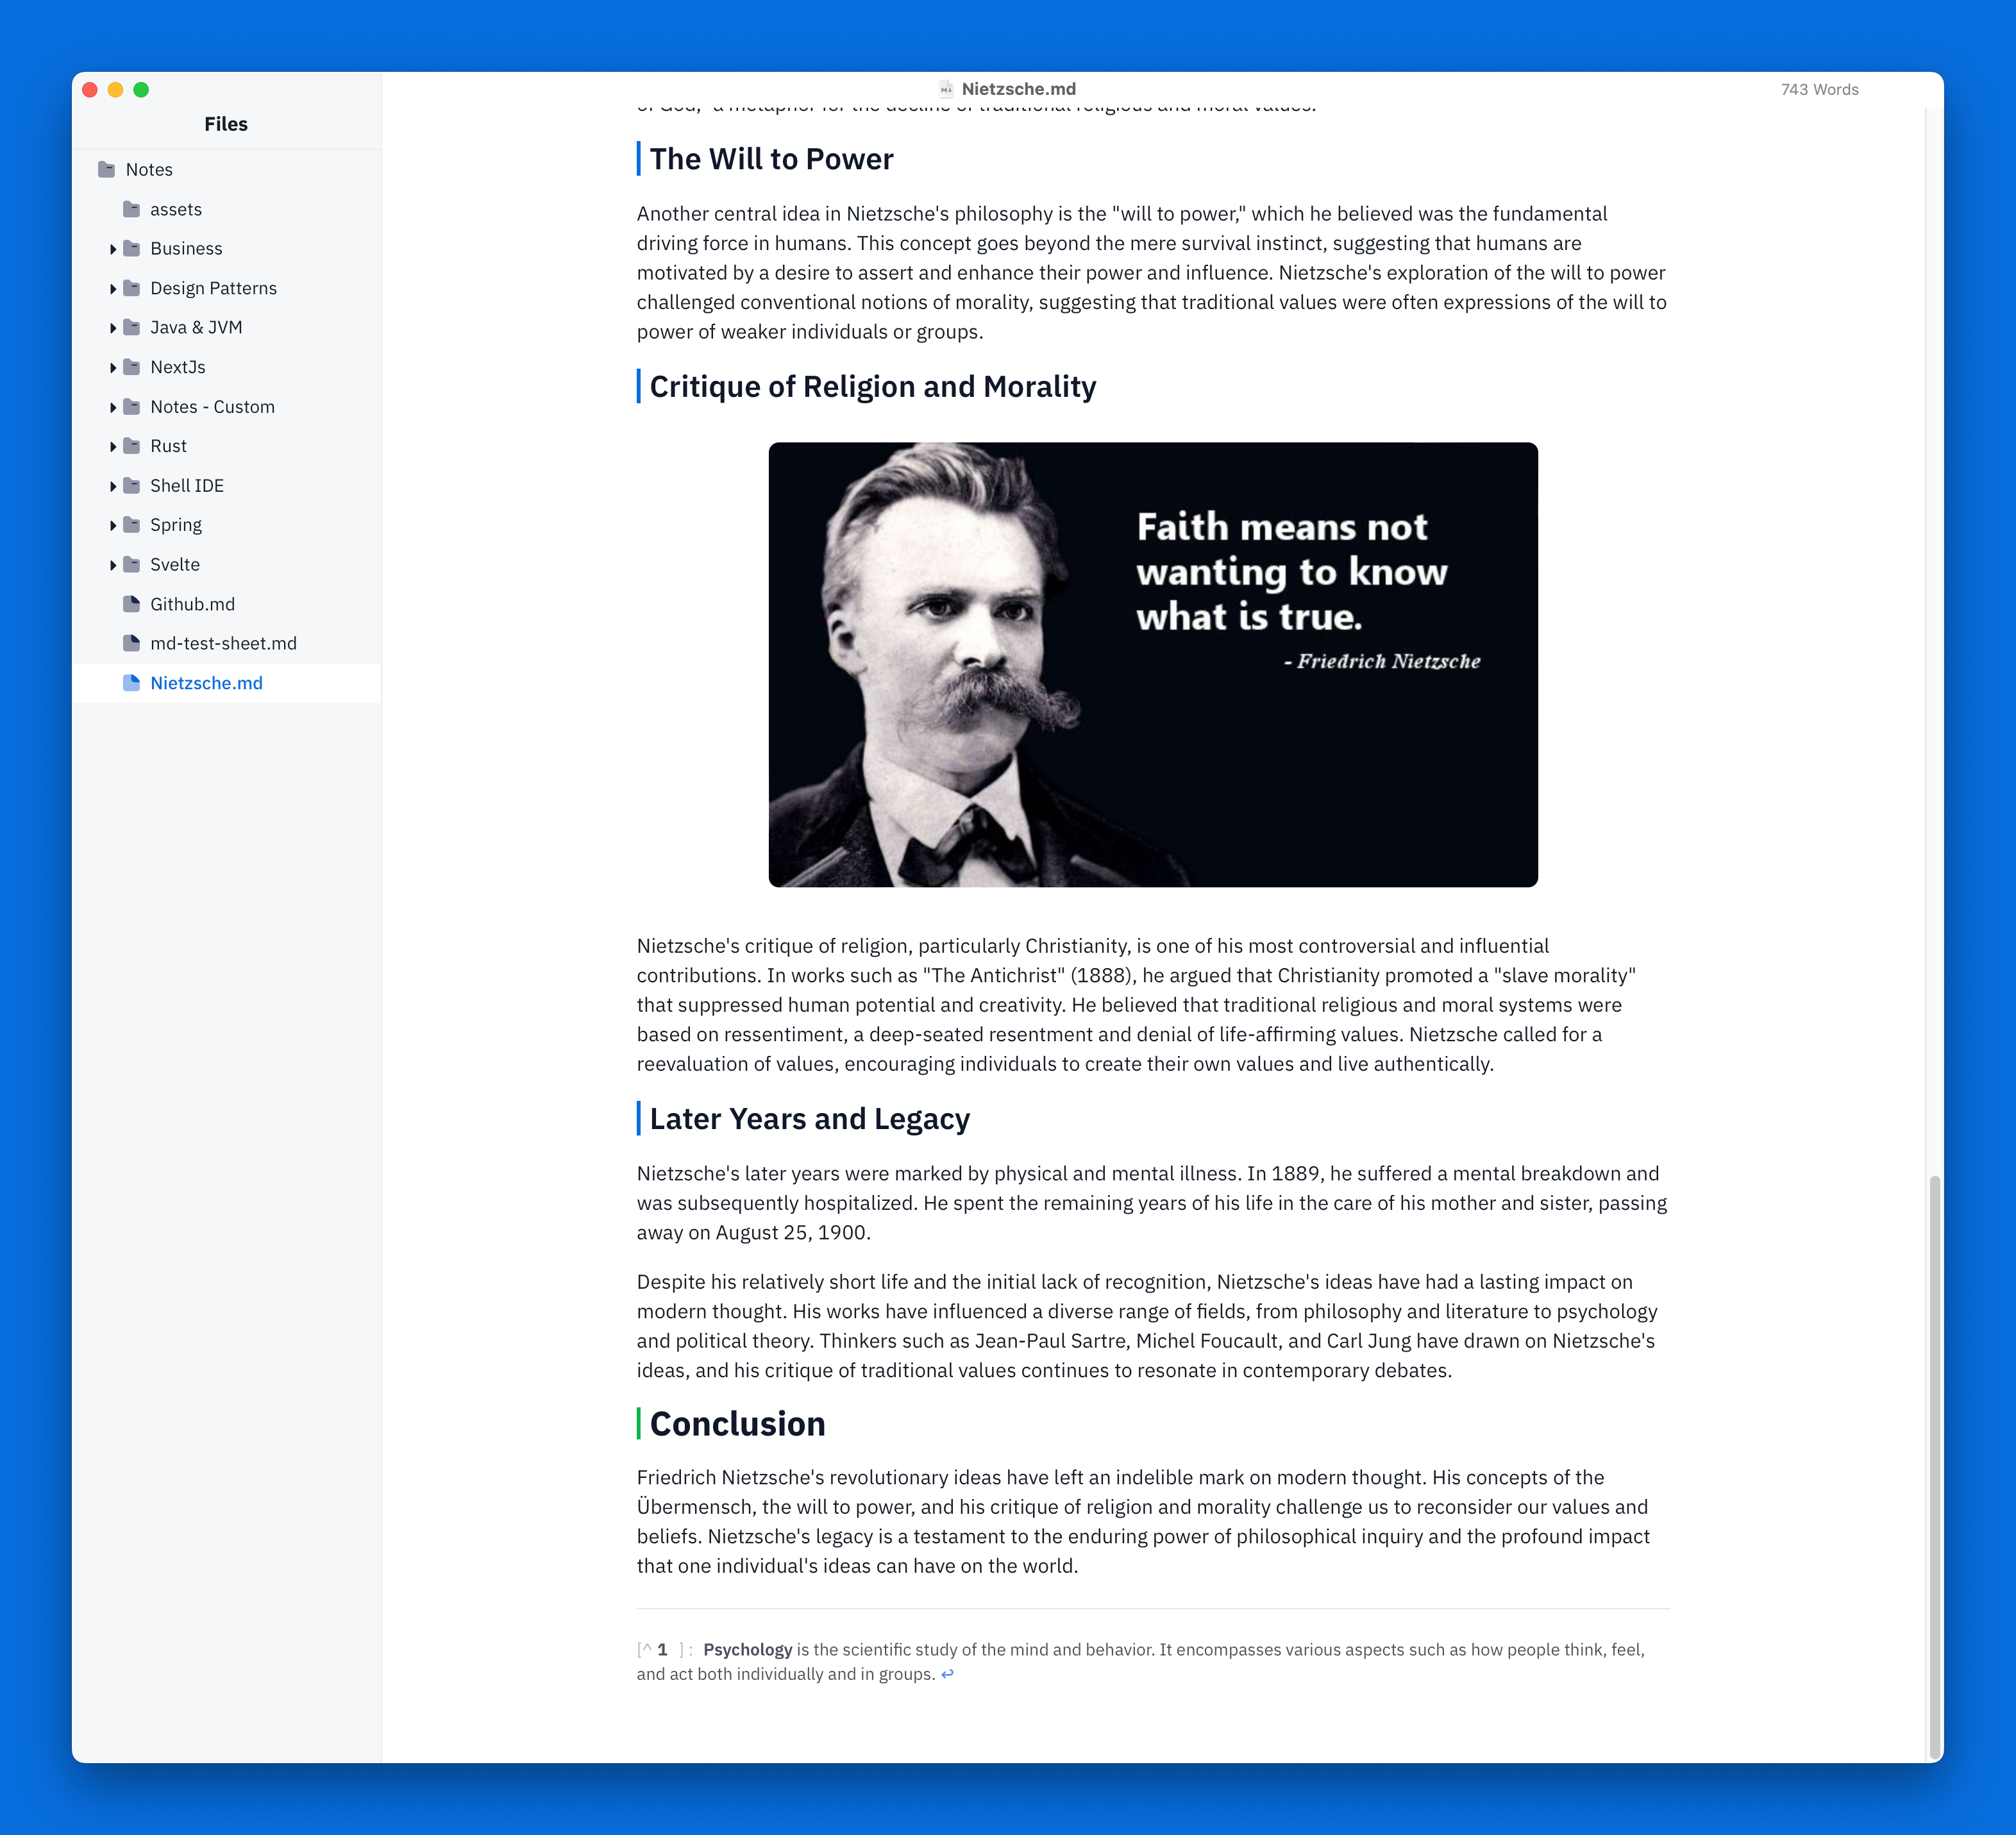 Nietzsche.md
743 Words
Files
Notes
assets
Business
Design Patterns
Java & JVM
NextJs
Notes - Custom
Rust
Shell IDE
Spring
Svelte
Github.md
md-test-sheet.md
Nietzsche.md
of God," a metaphor for the decline of traditional religious and moral values.
The Will to Power
Another central idea in Nietzsche's philosophy is the "will to power," which he believed was the fundamental
driving force in humans. This concept goes beyond the mere survival instinct, suggesting that humans are
motivated by a desire to assert and enhance their power and influence. Nietzsche's exploration of the will to power
challenged conventional notions of morality, suggesting that traditional values were often expressions of the will to
power of weaker individuals or groups.
Critique of Religion and Morality
Faith means not
wanting to know
what is true.
- Friedrich Nietzsche
Nietzsche's critique of religion, particularly Christianity, is one of his most controversial and influential
contributions. In works such as "The Antichrist" (1888), he argued that Christianity promoted a "slave morality"
that suppressed human potential and creativity. He believed that traditional religious and moral systems were
based on ressentiment, a deep-seated resentment and denial of life-affirming values. Nietzsche called for a
reevaluation of values, encouraging individuals to create their own values and live authentically.
Later Years and Legacy
Nietzsche's later years were marked by physical and mental illness. In 1889, he suffered a mental breakdown and
was subsequently hospitalized. He spent the remaining years of his life in the care of his mother and sister, passing
away on August 25, 1900.
Despite his relatively short life and the initial lack of recognition, Nietzsche's ideas have had a lasting impact on
modern thought. His works have influenced a diverse range of fields, from philosophy and literature to psychology
and political theory. Thinkers such as Jean-Paul Sartre, Michel Foucault, and Carl Jung have drawn on Nietzsche's
ideas, and his critique of traditional values continues to resonate in contemporary debates.
Conclusion
Friedrich Nietzsche's revolutionary ideas have left an indelible mark on modern thought. His concepts of the
Übermensch, the will to power, and his critique of religion and morality challenge us to reconsider our values and
beliefs. Nietzsche's legacy is a testament to the enduring power of philosophical inquiry and the profound impact
that one individual's ideas can have on the world.
[^ 1 ] : Psychology is the scientific study of the mind and behavior. It encompasses various aspects such as how people think, feel,
and act both individually and in groups. ↩